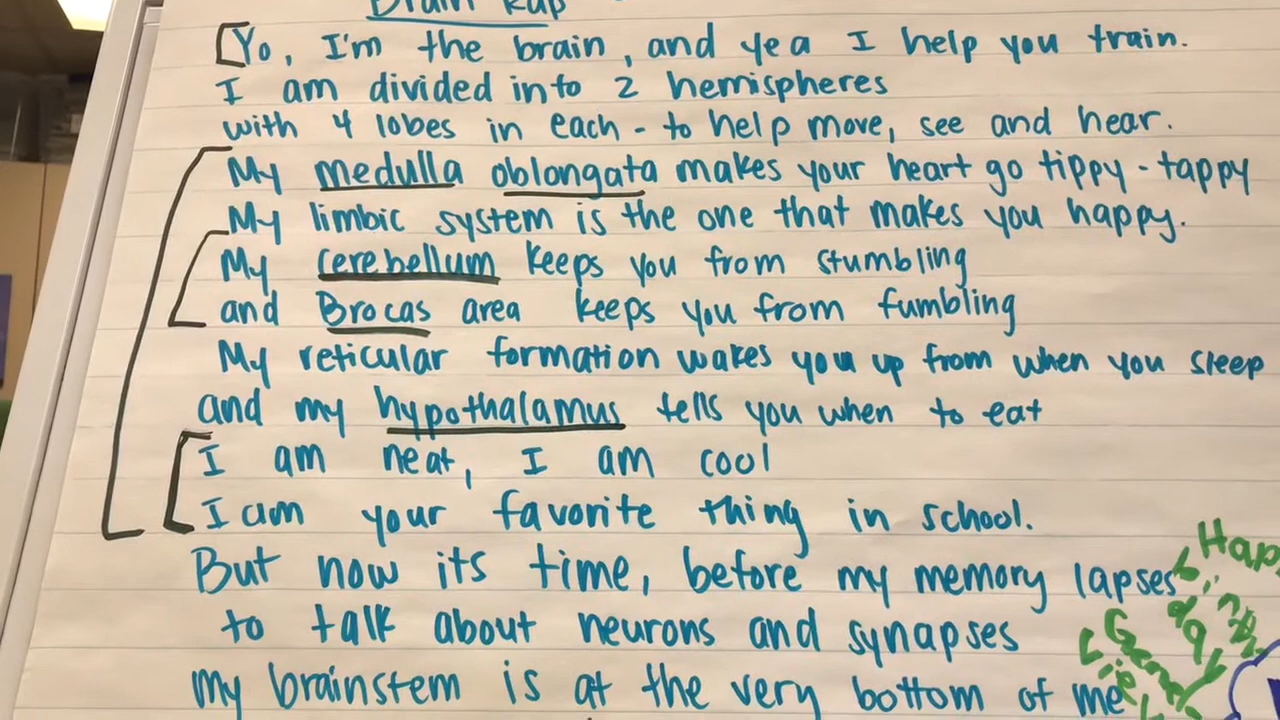 Brain Rap
Yo, I'm the brain, and yea I help you train.
I am divided into 2 hemispheres
with 4 lobes in each - to help move, see and hear.
My medulla oblongata makes your heart go tippy - tappy
My limbic system is the one that makes you happy.
My cerebellum keeps you from stumbling
and Brocas area keeps you from fumbling
My reticular formation wakes you up from when you sleep
and my hypothalamus tells you when to eat
I am neat, I am cool
I am your favorite thing in school.
But now its time, before my memory lapses
to talk about neurons and synapses
my brainstem is at the very bottom of me